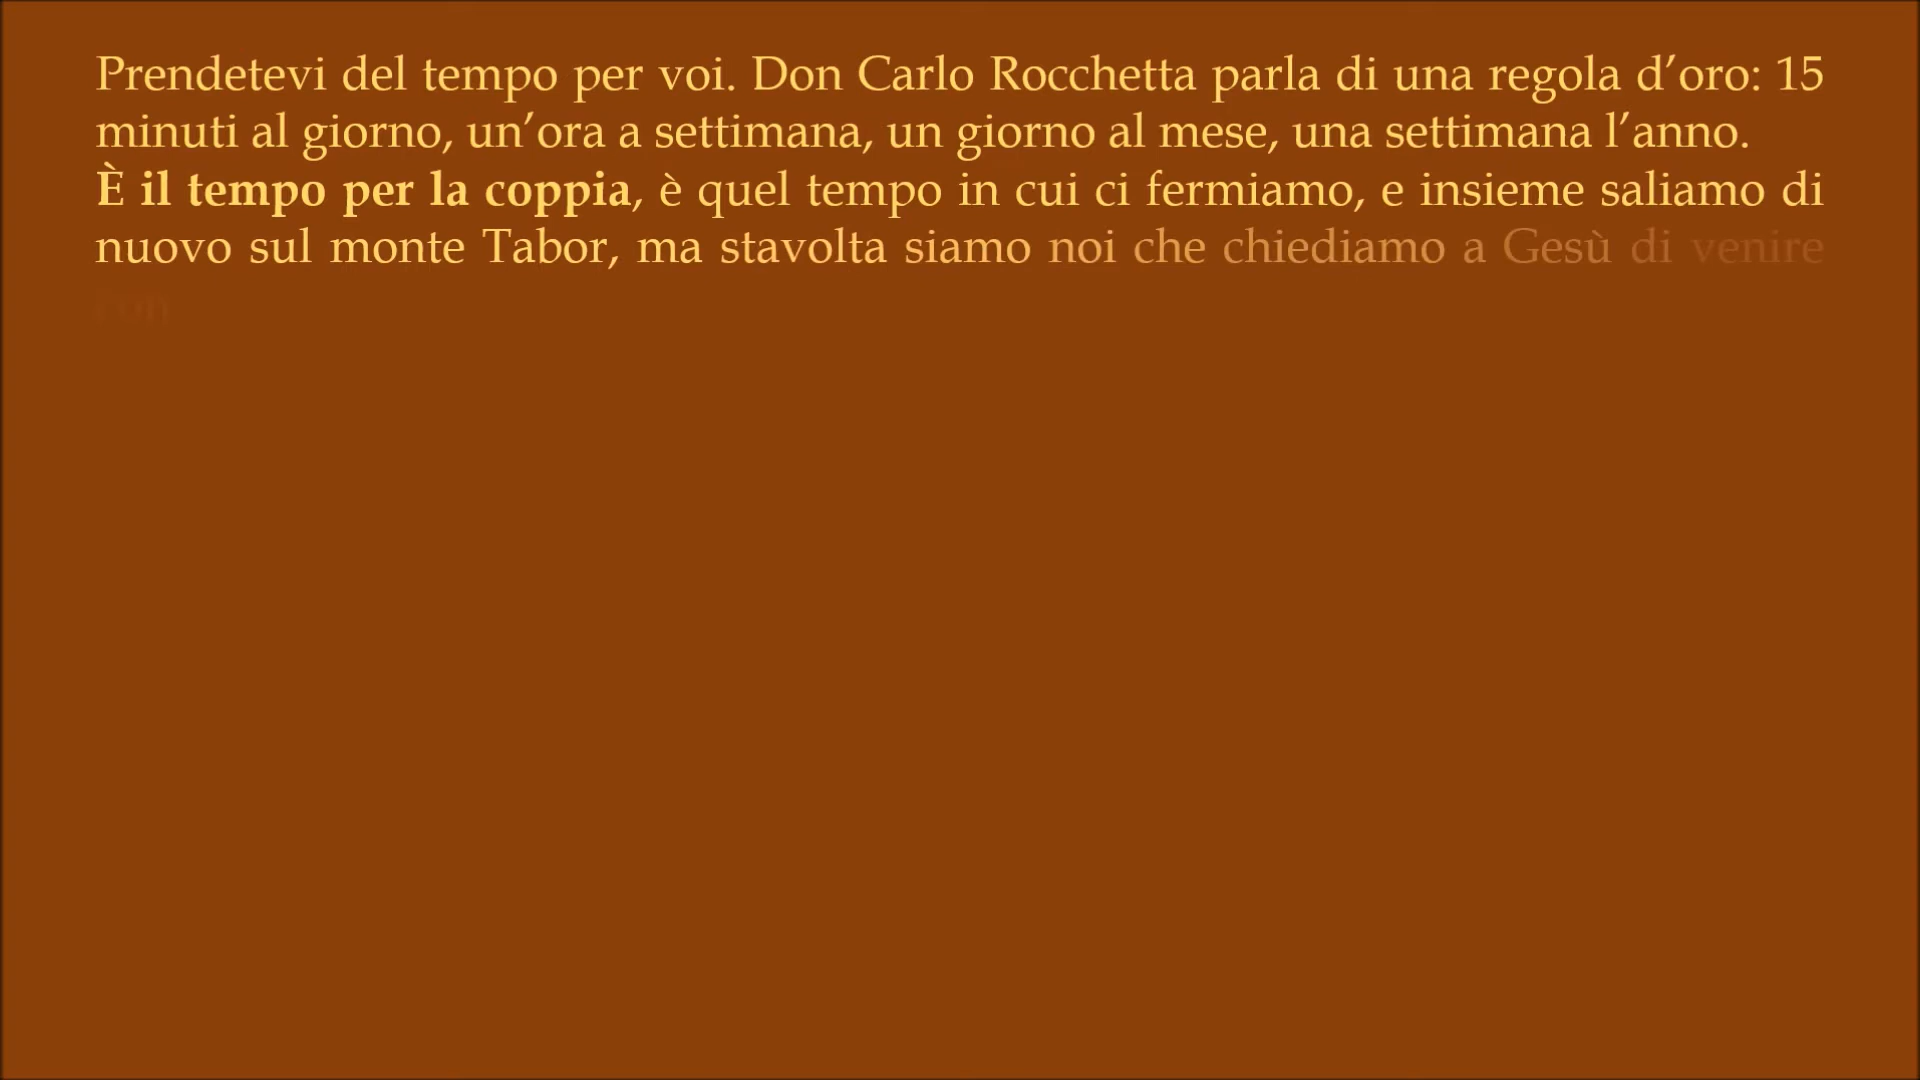 Prendetevi del tempo per voi. Don Carlo Rocchetta parla di una regola d’oro: 15
minuti al giorno, un’ora a settimana, un giorno al mese, una settimana l’anno.
È il tempo per la coppia, è quel tempo in cui ci fermiamo, e insieme saliamo di
nuovo sul monte Tabor, ma stavolta siamo noi che chiediamo a Gesù di venire
con